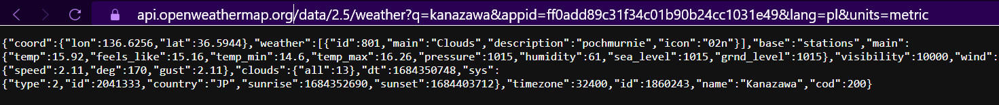 api.openweathermap.org/data/2.5/weather?q=kanazawa&appid=ff0add89c31f34c01b90b24cc1031e49&lang=pl&units=metric
{"coord":{"lon":136.6256,"lat":36.5944},"weather":[{"id":801,"main":"Clouds","description":"pochmurnie","icon":"02n"}],"base":"stations","main":
{"temp":15.92,"feels_like":15.16,"temp_min":14.6,"temp_max":16.26,"pressure":1015,"humidity":61,"sea_level":1015,"grnd_level":1015},"visibility":10000,"wind":
{"speed":2.11,"deg":170,"gust":2.11},"clouds":{"all":13},"dt":1684350748,"sys":
{"type":2,"id":2041333,"country":"JP","sunrise":1684352690,"sunset":1684403712},"timezone":32400,"id":1860243,"name":"Kanazawa","cod":200}